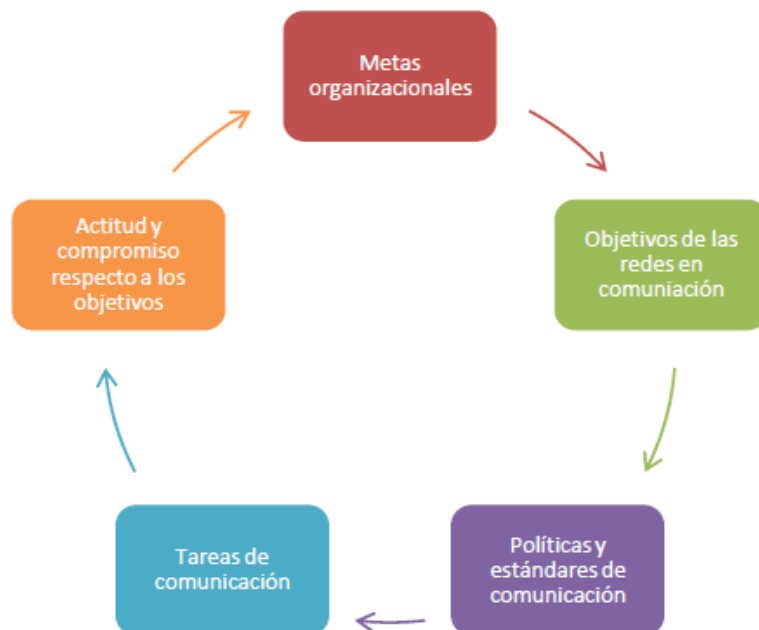 Metas
organizacionales
Objetivos de las
redes en
comuniación
Políticas y
estándares de
comunicación
Tareas de
comunicación
Actitud y
compromiso
respecto a los
objetivos